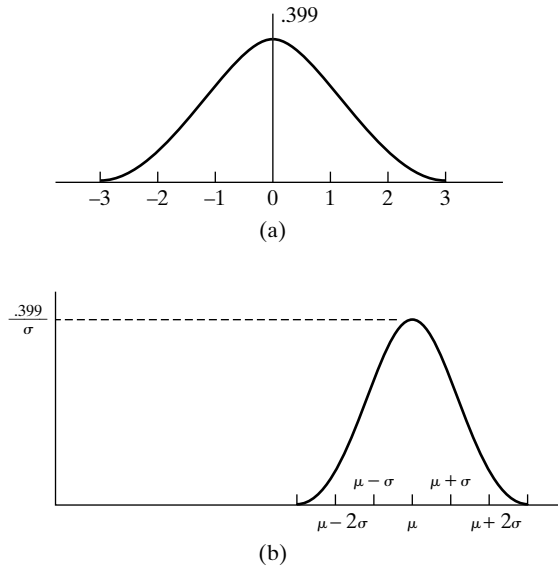 .399
–3 –2 –1 0 1 2 3
(a)
.399
σ
μ – σ μ + σ
μ – 2σ μ μ + 2σ
(b)